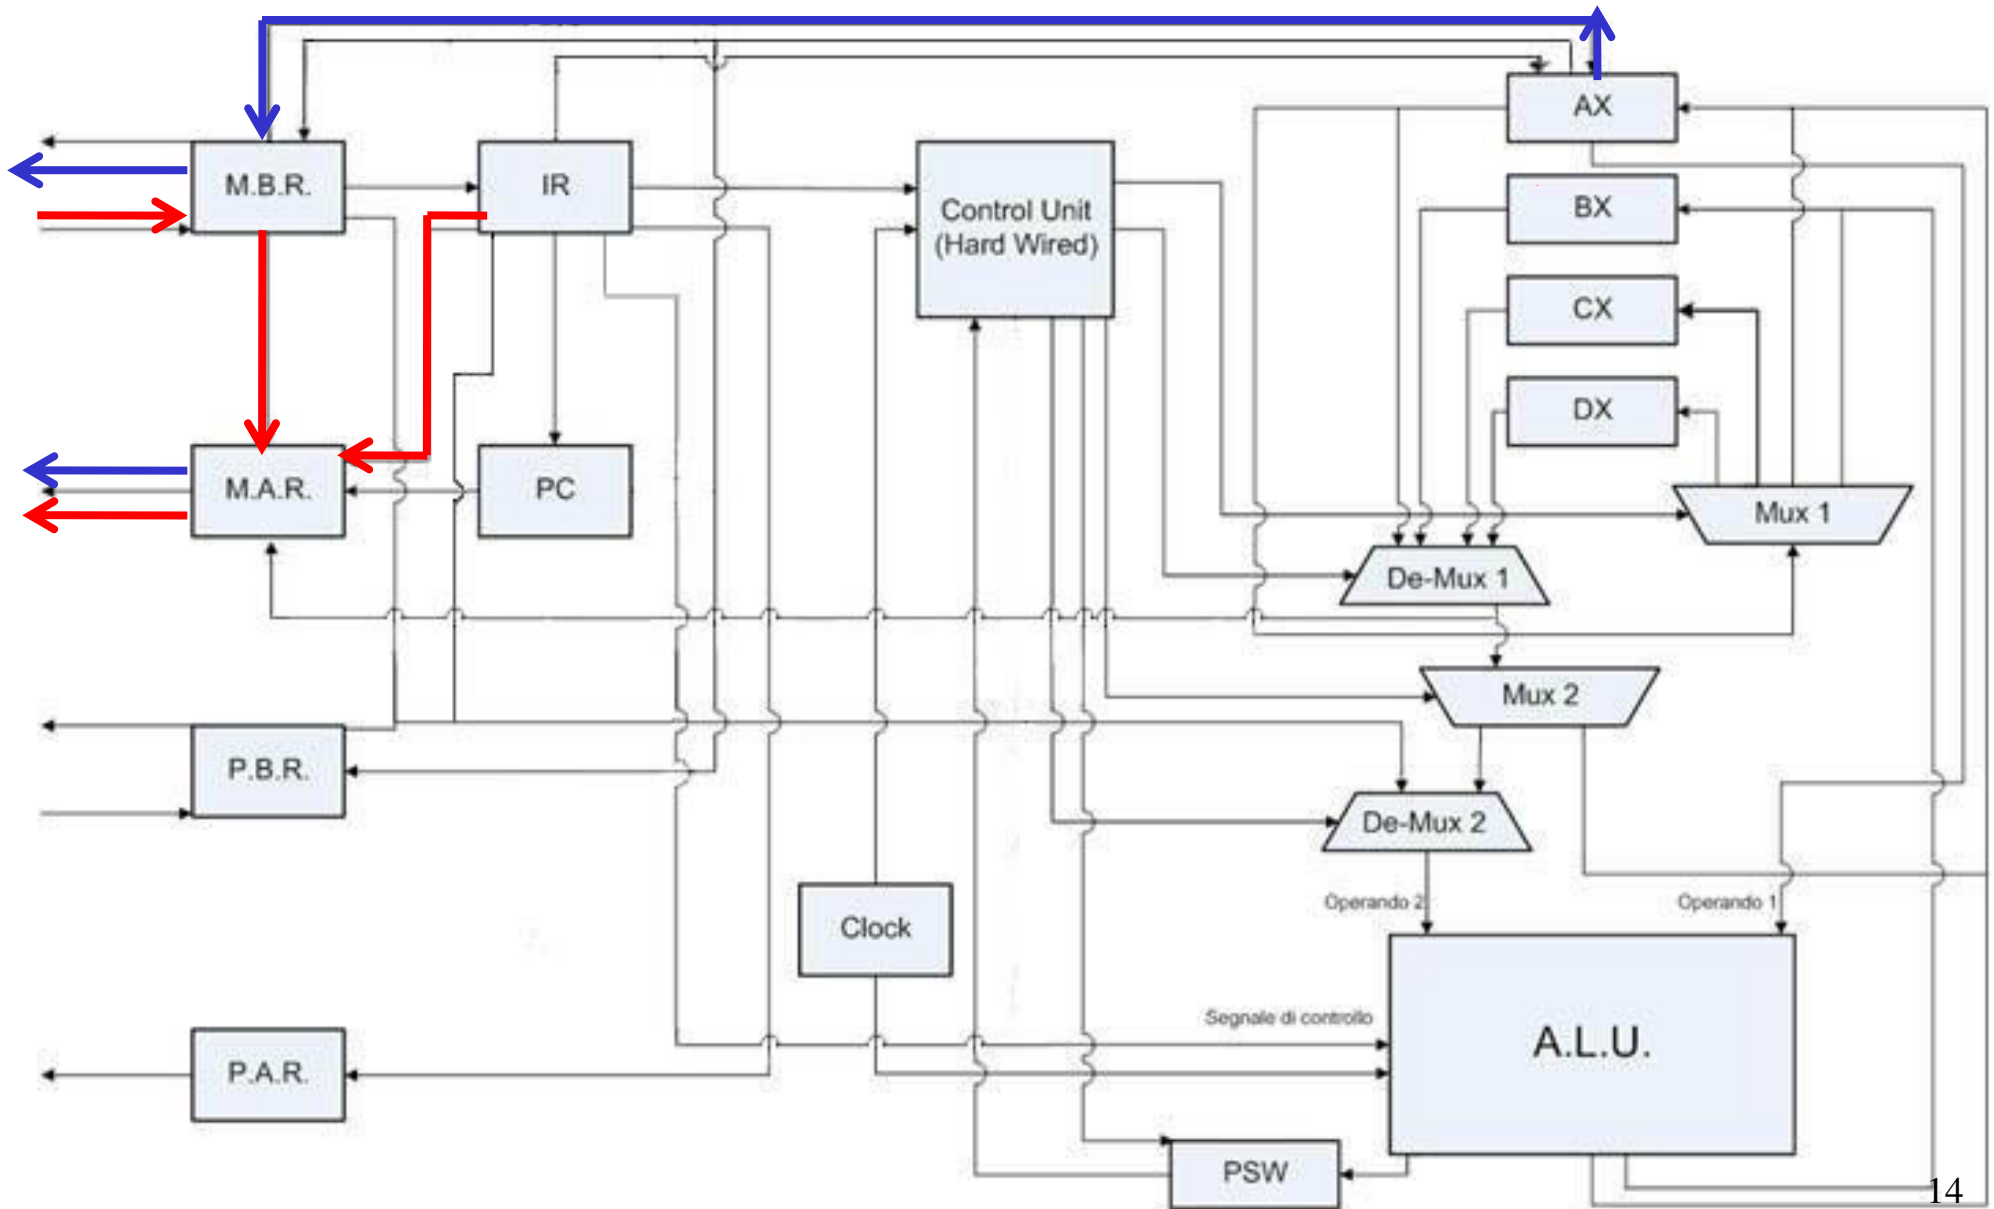 AX
M.B.R.
IR
Control Unit
(Hard Wired)
BX
CX
DX
M.A.R.
PC
Mux 1
De-Mux 1
Mux 2
P.B.R.
De-Mux 2
Operando 2
Operando 1
Clock
Segnale di controllo
A.L.U.
P.A.R.
PSW
14